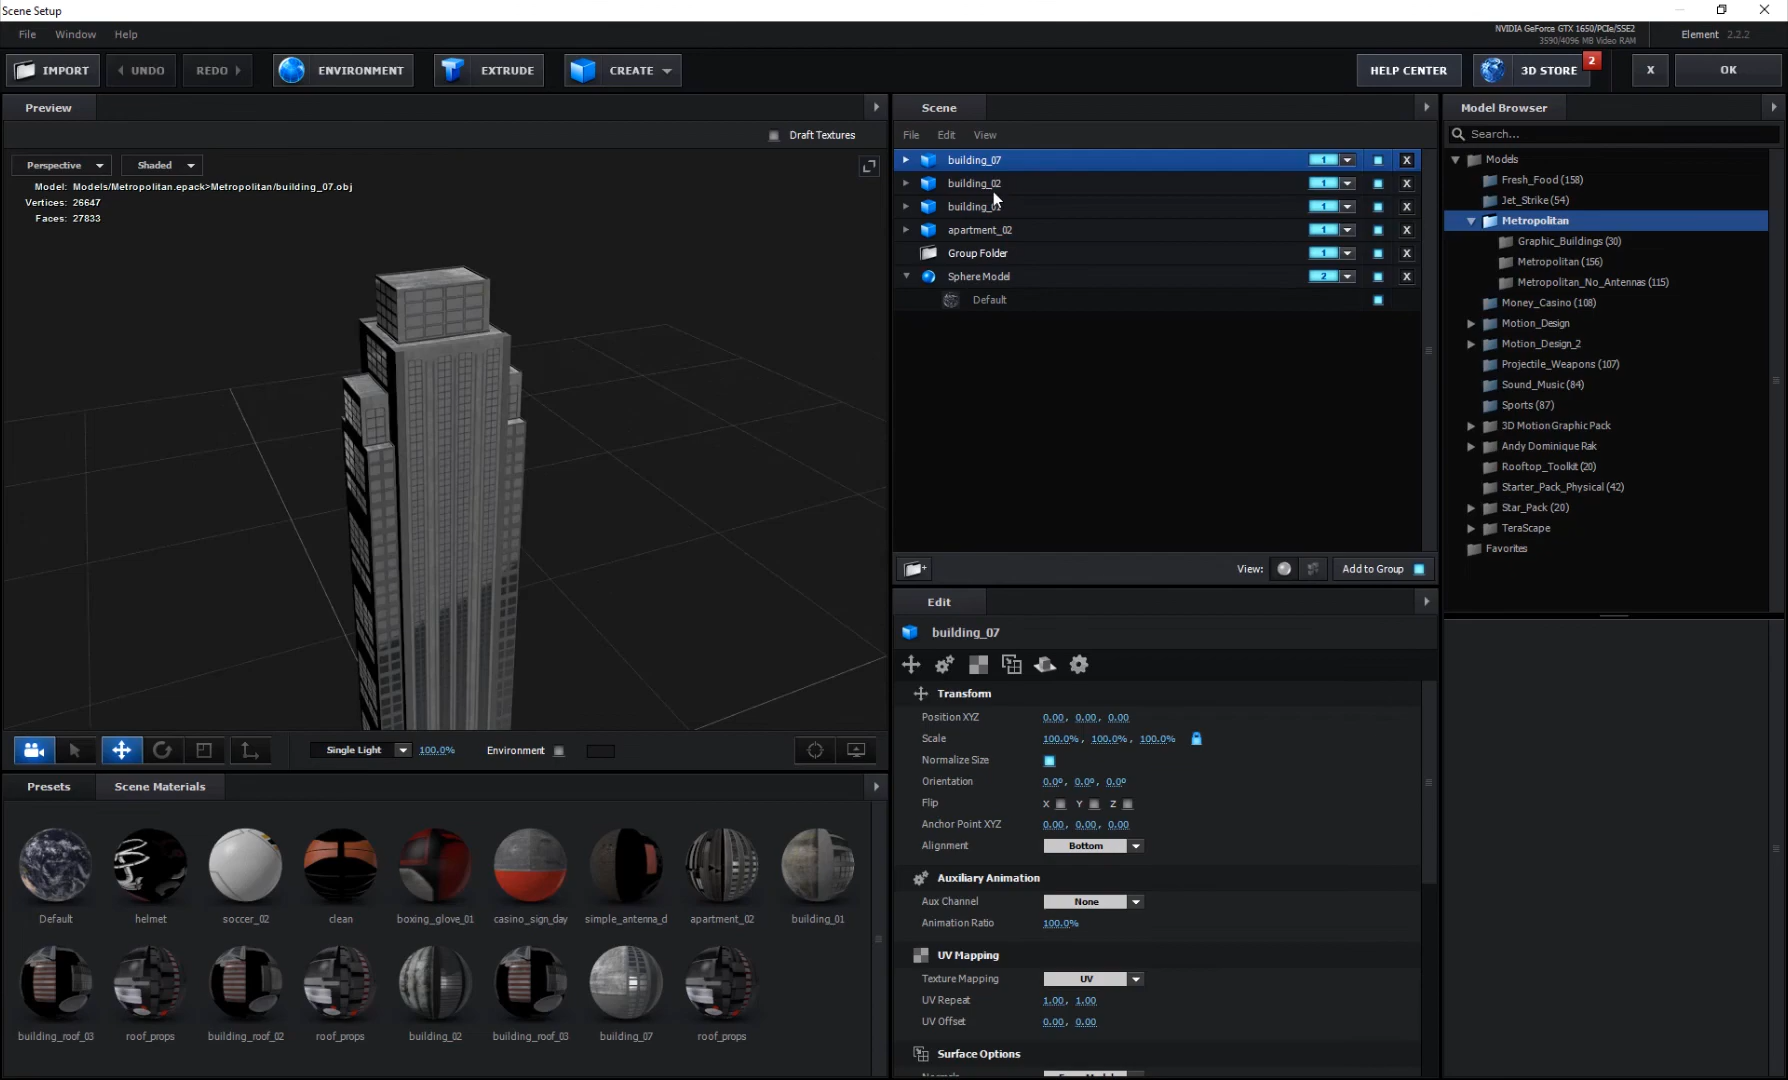 Scene Setup
File Window Help
NVIDIA GeForce GTX 1650/PCIe/SSE2
3590/4096 MB Video RAM
Element 2.2.2
IMPORT
UNDO
REDO
ENVIRONMENT
EXTRUDE
CREATE
HELP CENTER
3D STORE
2
X
OK
Preview
Draft Textures
Perspective
Shaded
Model: Models/Metropolitan.epack>Metropolitan/building_07.obj
Vertices: 26647
Faces: 27833
Single Light
100.0%
Environment
Presets
Scene Materials
Default
helmet
soccer_02
clean
boxing_glove_01
casino_sign_day
simple_antenna_d
apartment_02
building_01
building_roof_03
roof_props
building_roof_02
roof_props
building_02
building_roof_03
building_07
roof_props
Scene
File Edit View
building_07 1 X
building_02 1 X
1 X
apartment_02 1 X
Group Folder 1 X
Sphere Model 2 X
Default
View:
Add to Group
Edit
building_07
Transform
Position XYZ 0.00, 0.00, 0.00
Scale 100.0%, 100.0%, 100.0%
Normalize Size
Orientation 0.0º, 0.0º, 0.0º
Flip X Y Z
Anchor Point XYZ 0.00, 0.00, 0.00
Alignment Bottom
Auxiliary Animation
Aux Channel None
Animation Ratio 100.0%
UV Mapping
Texture Mapping UV
UV Repeat 1.00, 1.00
UV Offset 0.00, 0.00
Surface Options
Model Browser
Search...
Models
Fresh_Food (158)
Jet_Strike (54)
Metropolitan
Graphic_Buildings (30)
Metropolitan (156)
Metropolitan_No_Antennas (115)
Money_Casino (108)
Motion_Design
Motion_Design_2
Projectile_Weapons (107)
Sound_Music (84)
Sports (87)
3D Motion Graphic Pack
Andy Dominique Rak
Rooftop_Toolkit (20)
Starter_Pack_Physical (42)
Star_Pack (20)
TeraScape
Favorites